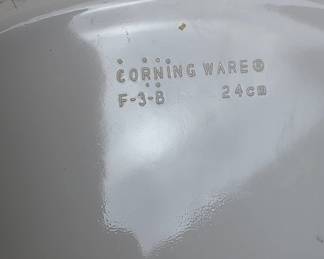 CORNING WARE®
F-3-B 24cm